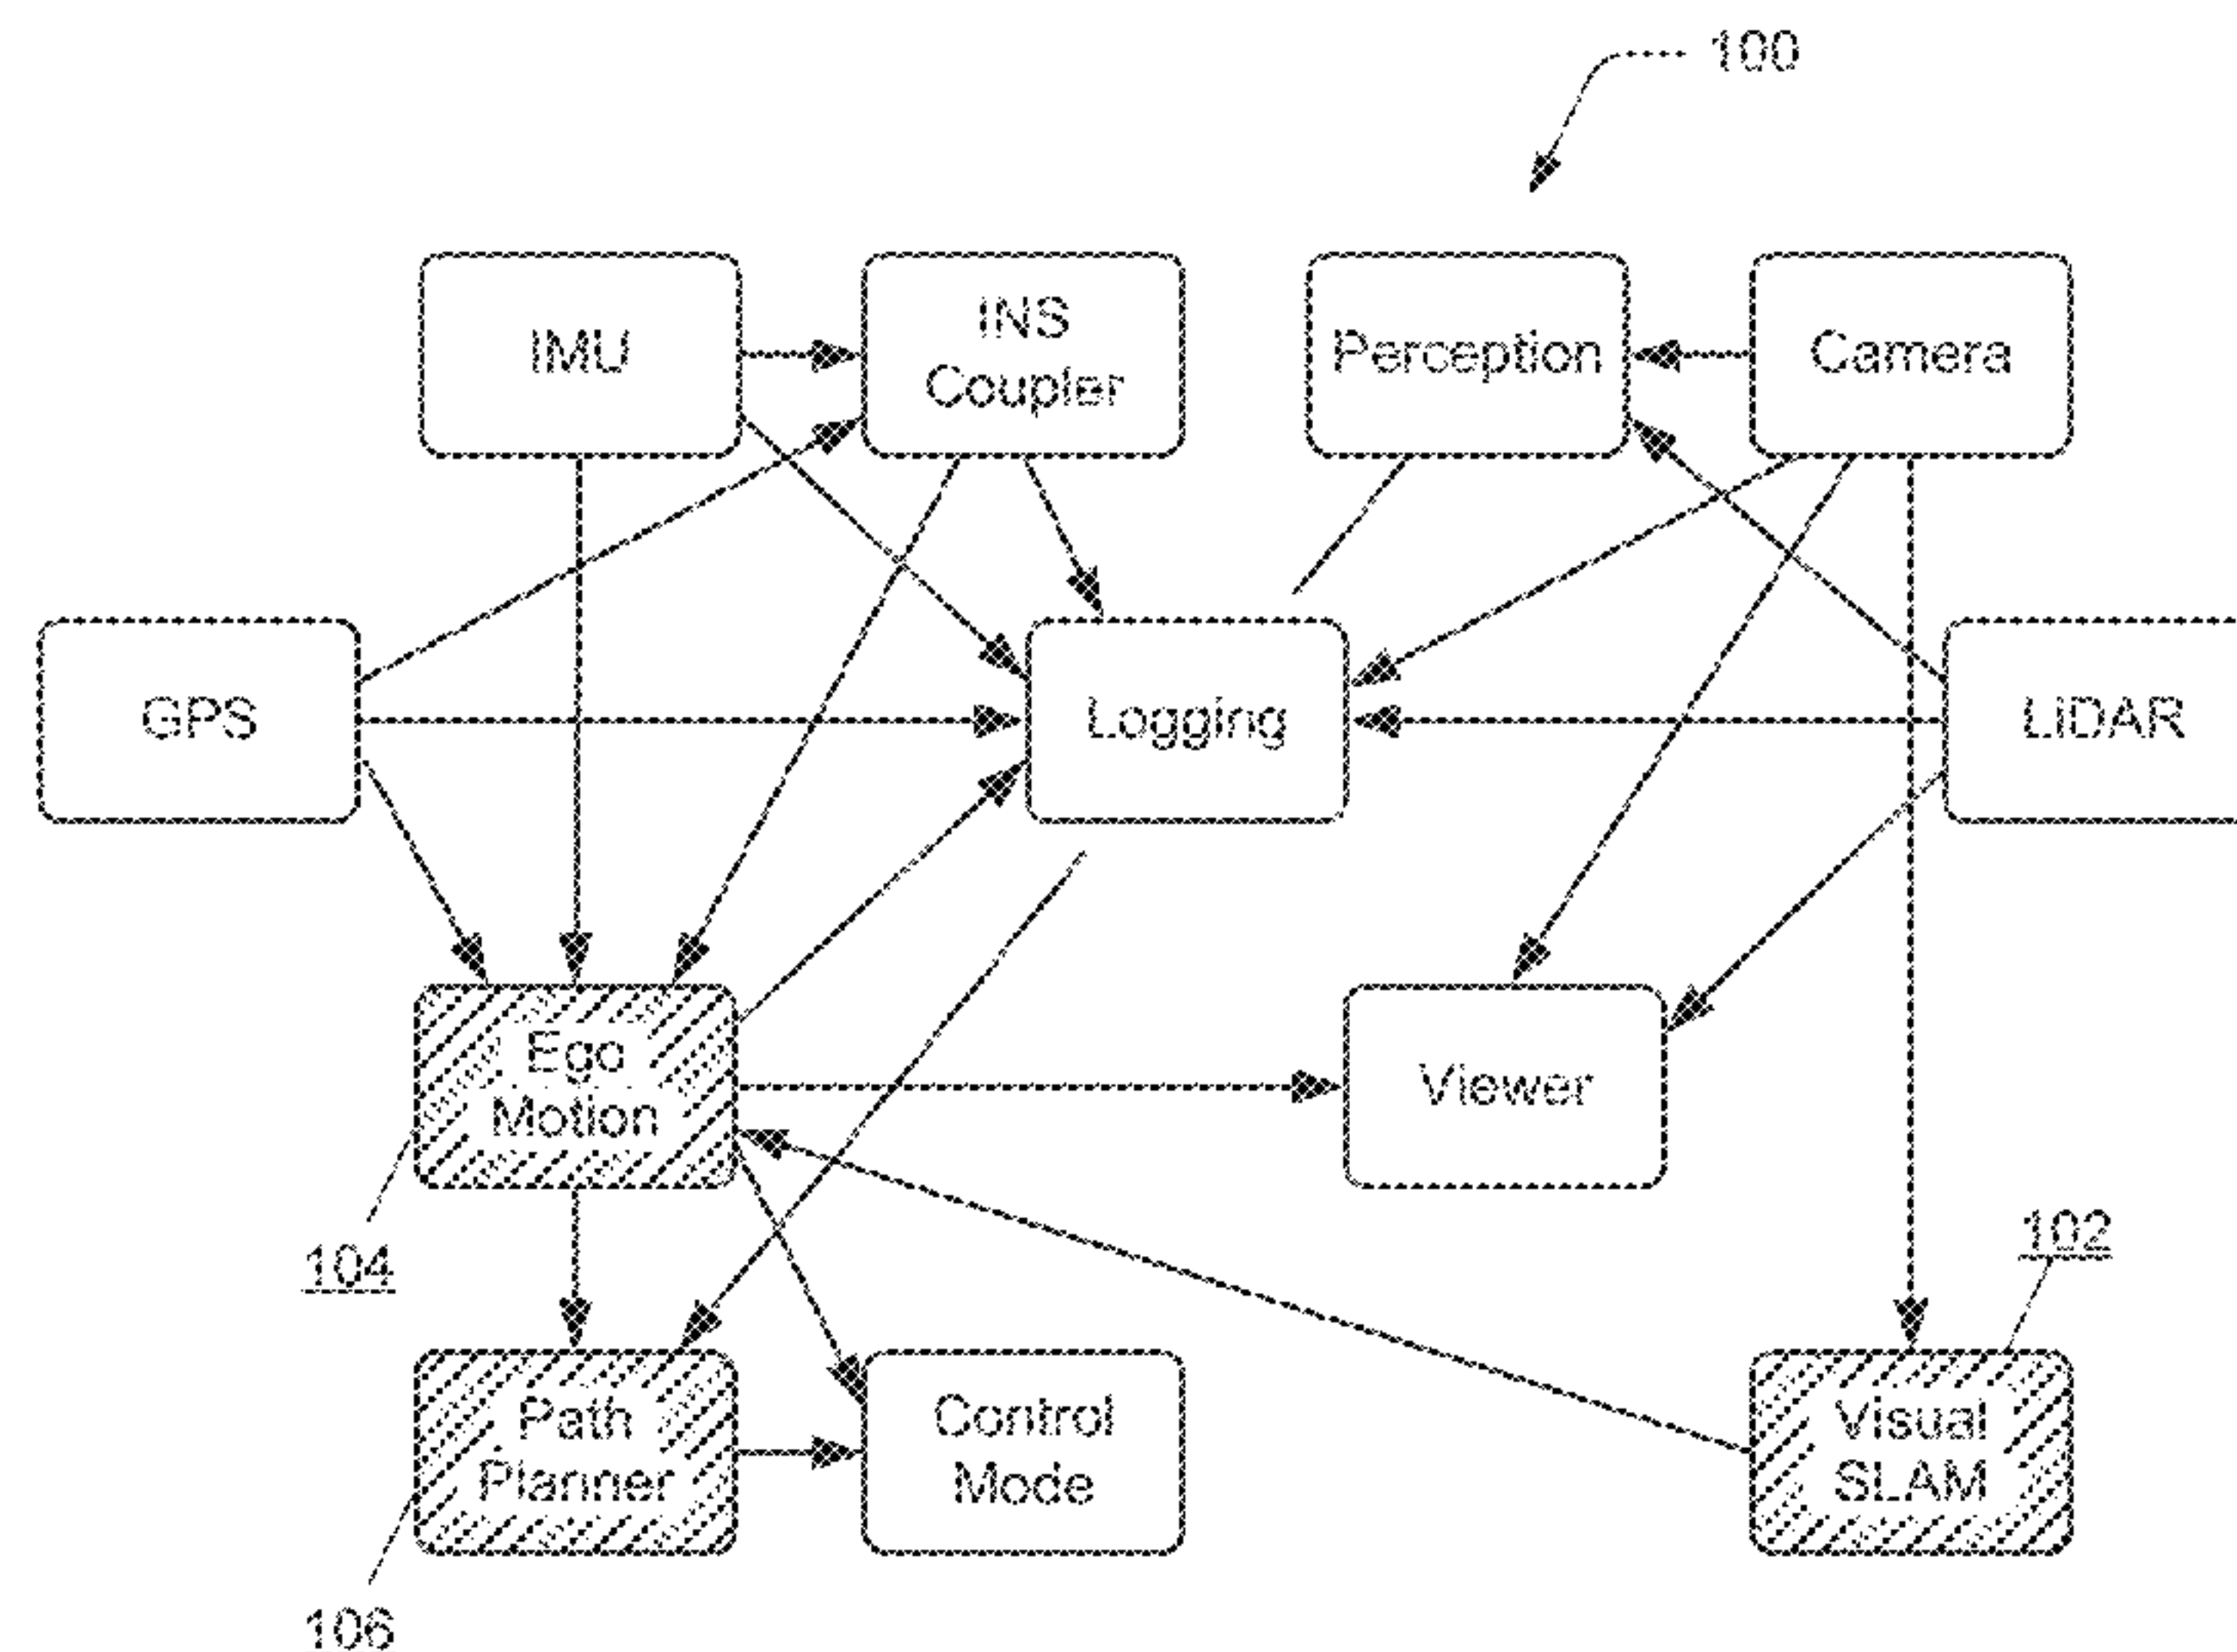 100
IMU
INS
Coupler
Perception
Camera
GPS
Logging
LiDAR
Ego
Motion
Viewer
104
102
Path
Planner
Control
Mode
Visual
SLAM
106